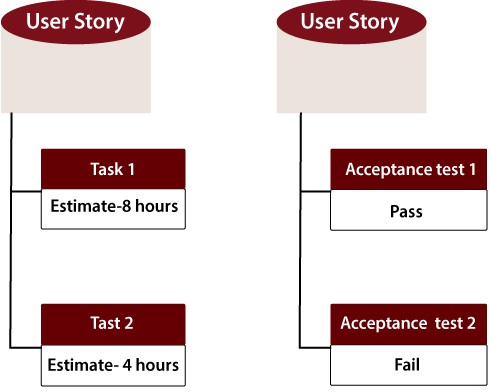 User Story
Task 1
Estimate-8 hours
Tast 2
Estimate- 4 hours
User Story
Acceptance test 1
Pass
Acceptance test 2
Fail